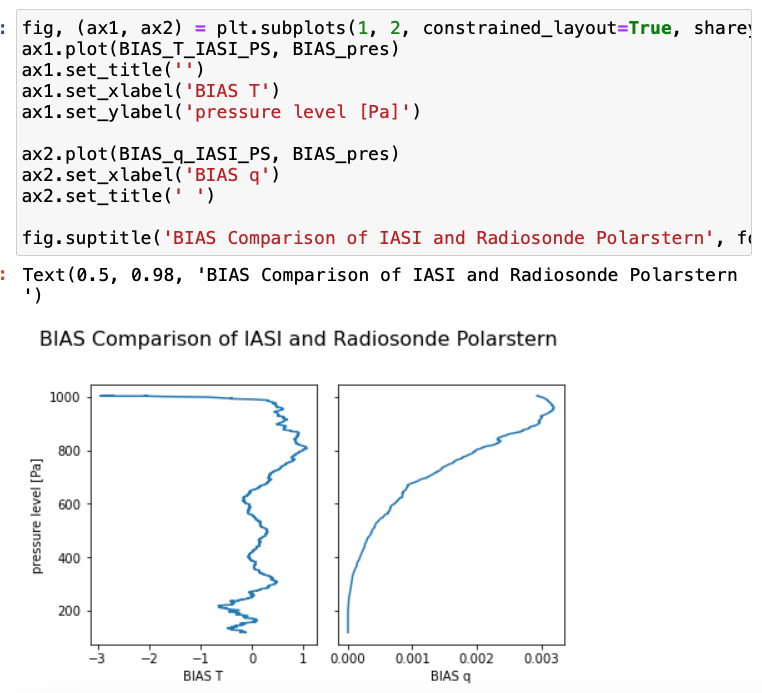 : fig, (ax1, ax2) = plt.subplots(1, 2, constrained_layout=True, sharey
ax1.plot(BIAS_T_IASI_PS, BIAS_pres)
ax1.set_title('')
ax1.set_xlabel('BIAS T')
ax1.set_ylabel('pressure level [Pa]')
ax2.plot(BIAS_q_IASI_PS, BIAS_pres)
ax2.set_xlabel('BIAS q')
ax2.set_title(' ')
fig.suptitle('BIAS Comparison of IASI and Radiosonde Polarstern', fo
: Text(0.5, 0.98, 'BIAS Comparison of IASI and Radiosonde Polarstern
')
BIAS Comparison of IASI and Radiosonde Polarstern
pressure level [Pa]
1000
800
600
400
200
−3 −2 −1 0 1
BIAS T
0.000 0.001 0.002 0.003
BIAS q